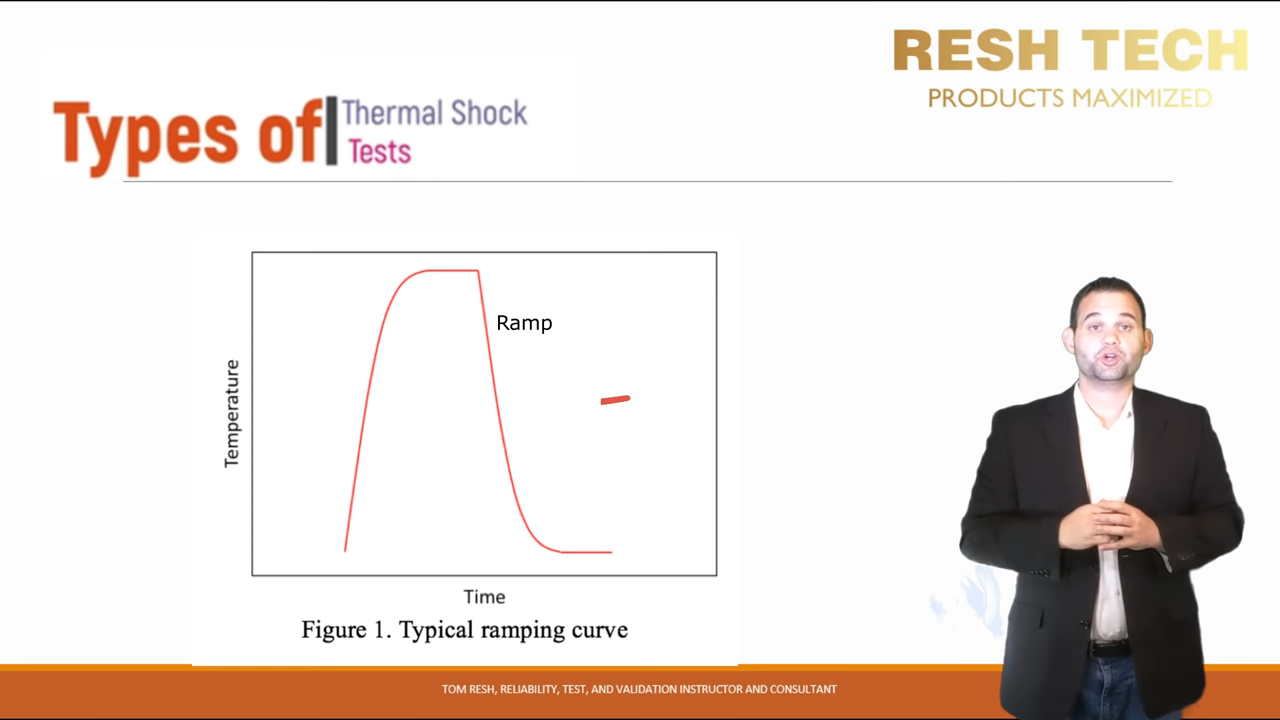 RESH TECH
PRODUCTS MAXIMIZED
Types of
Thermal Shock
Tests
Ramp
Temperature
Time
Figure 1. Typical ramping curve
TOM RESH, RELIABILITY, TEST, AND VALIDATION INSTRUCTOR AND CONSULTANT